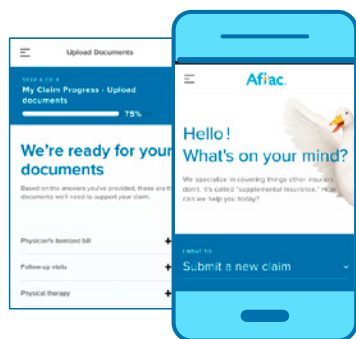 Upload Documents
STEP 4 OF 5
My Claim Progress - Upload
documents
75%
We're ready for your
documents
Based on the answers you've provided, these are the
documents we'll need to support your claim.
Physician's itemized bill
Follow-up visits
Physical therapy
Aflac
Hello!
What's on your mind?
We specialize in covering things other insurers
don't. It's called "supplemental insurance." How
can we help you today?
I WANT TO
Submit a new claim